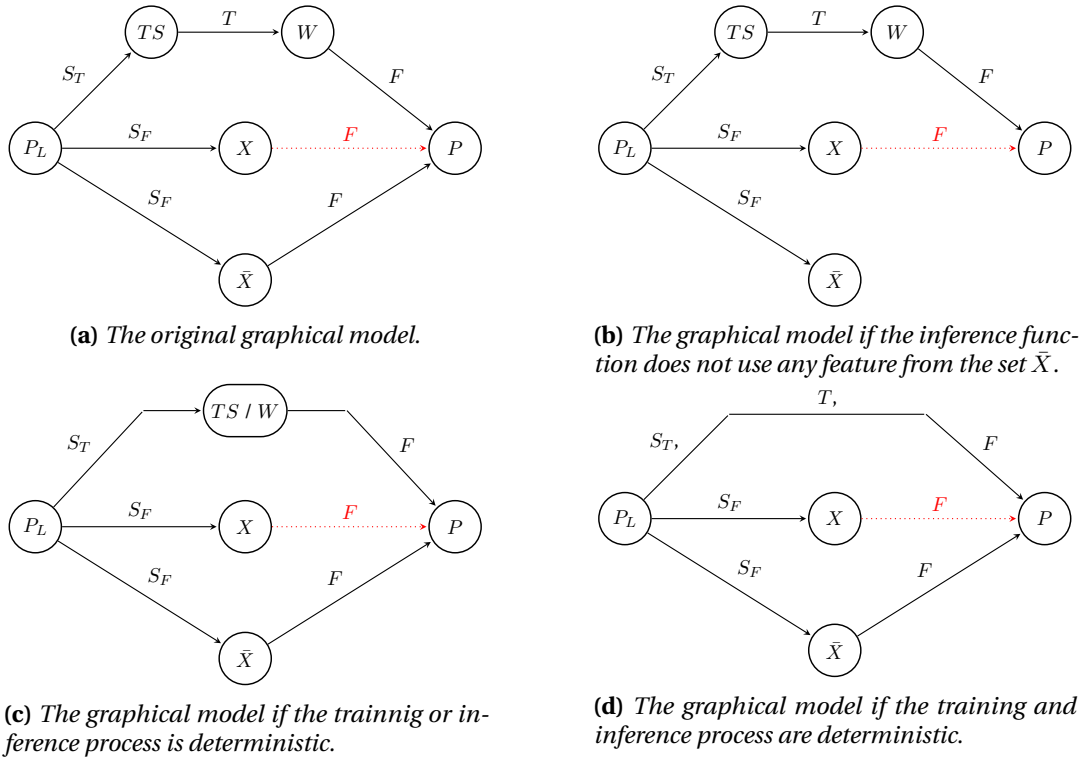 TS
T
W
S_T
F
P_L
S_F
X
F
P
S_F
F
X̄
(a) The original graphical model.
TS
T
W
S_T
F
P_L
S_F
X
F
P
S_F
X̄
(b) The graphical model if the inference func-
tion does not use any feature from the set X̄.
TS / W
S_T
F
P_L
S_F
X
F
P
S_F
F
X̄
(c) The graphical model if the trainnig or in-
ference process is deterministic.
T,
S_T,
F
P_L
S_F
X
F
P
S_F
F
X̄
(d) The graphical model if the training and
inference process are deterministic.